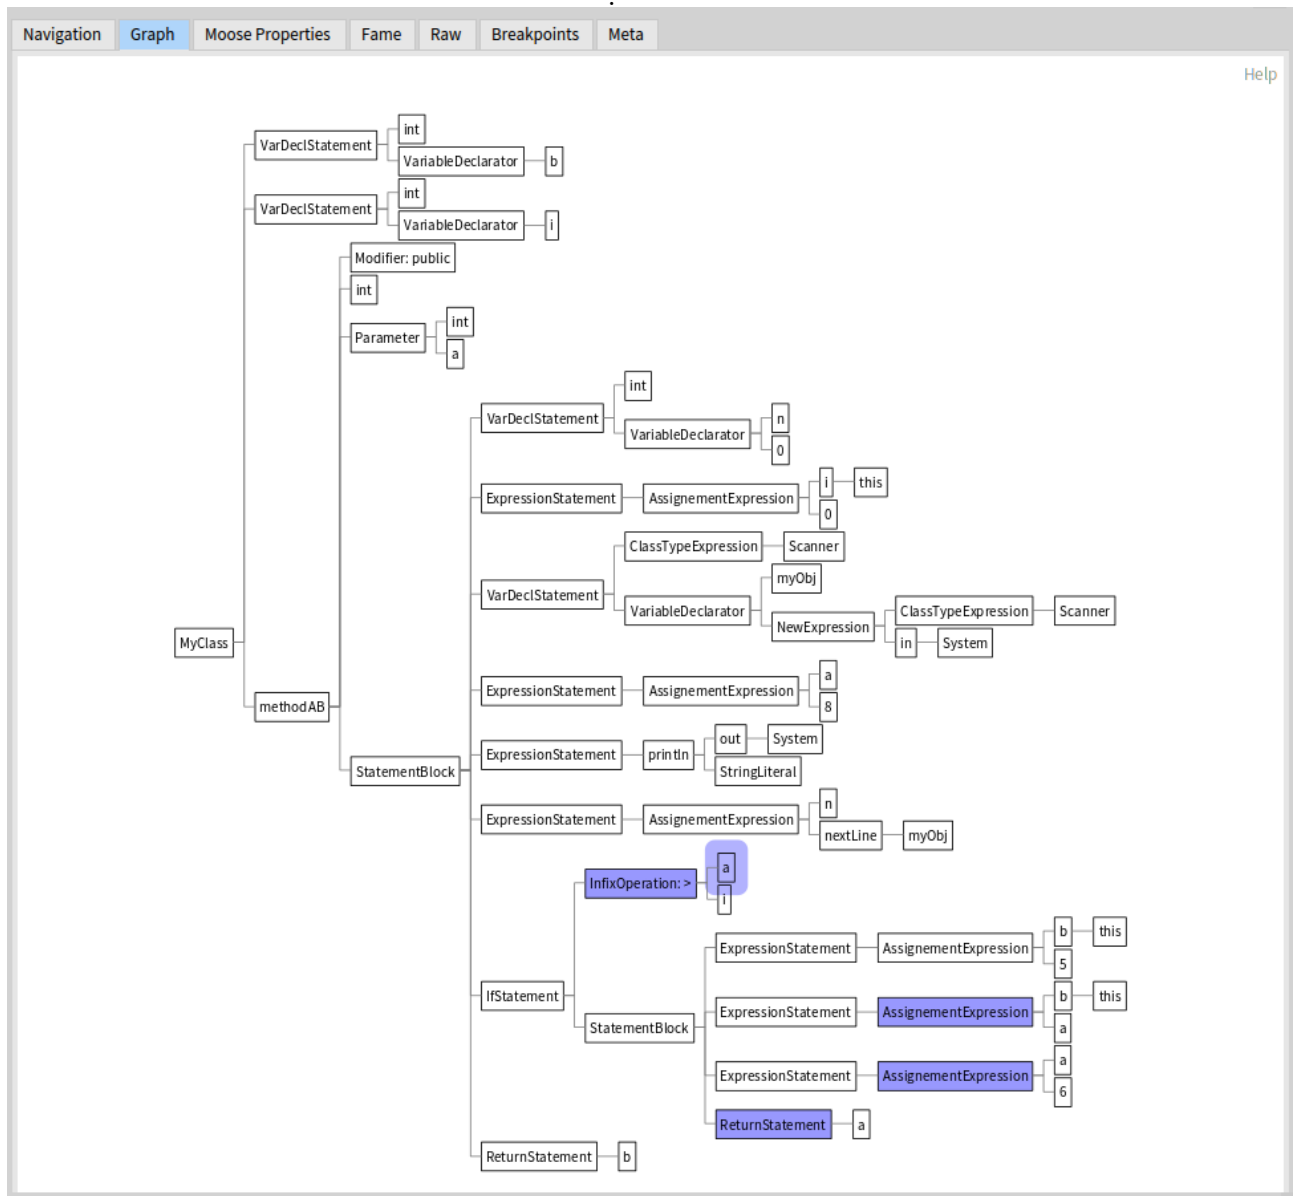 Navigation Graph Moose Properties Fame Raw Breakpoints Meta
Help
int
VarDeclStatement
VariableDeclarator b
int
VarDeclStatement
VariableDeclarator i
Modifier: public
int
int
Parameter
a
int
VarDeclStatement
n
VariableDeclarator
0
i this
ExpressionStatement AssignementExpression
0
ClassTypeExpression Scanner
myObj
VarDeclStatement
VariableDeclarator
ClassTypeExpression Scanner
NewExpression
in System
MyClass
a
ExpressionStatement AssignementExpression
8
methodAB
out System
ExpressionStatement println
StringLiteral
StatementBlock
n
ExpressionStatement AssignementExpression
nextLine myObj
a
InfixOperation: >
i
b this
ExpressionStatement AssignementExpression
5
IfStatement
b this
ExpressionStatement AssignementExpression
a
StatementBlock
a
ExpressionStatement AssignementExpression
6
ReturnStatement a
ReturnStatement b